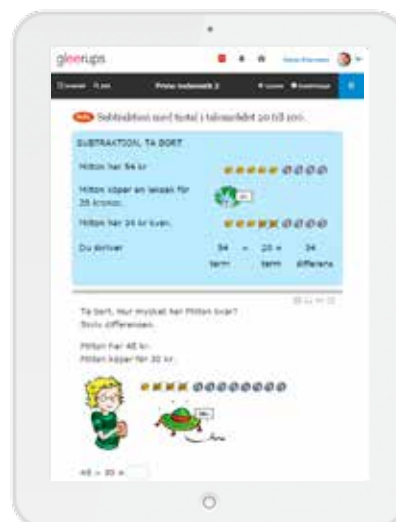 gleerups
Prima matematik 2
Subtraktion med tiotal i talområdet 20 till 100.
SUBTRAKTION, TA BORT
Milton har 54 kr
Milton köper en leksak för
20 kronor.
Milton har 34 kr kvar.
Du skriver 54 - 20 = 34
term term differens
Ta bort. Hur mycket har Milton kvar?
Skriv differensen.
Milton har 48 kr.
Milton köper för 30 kr.
48 - 30 =